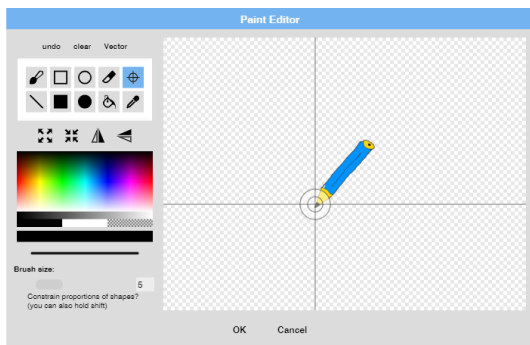 Paint Editor
undo clear Vector
Brush size:
5
Constrain proportions of shapes?
(you can also hold shift)
OK Cancel